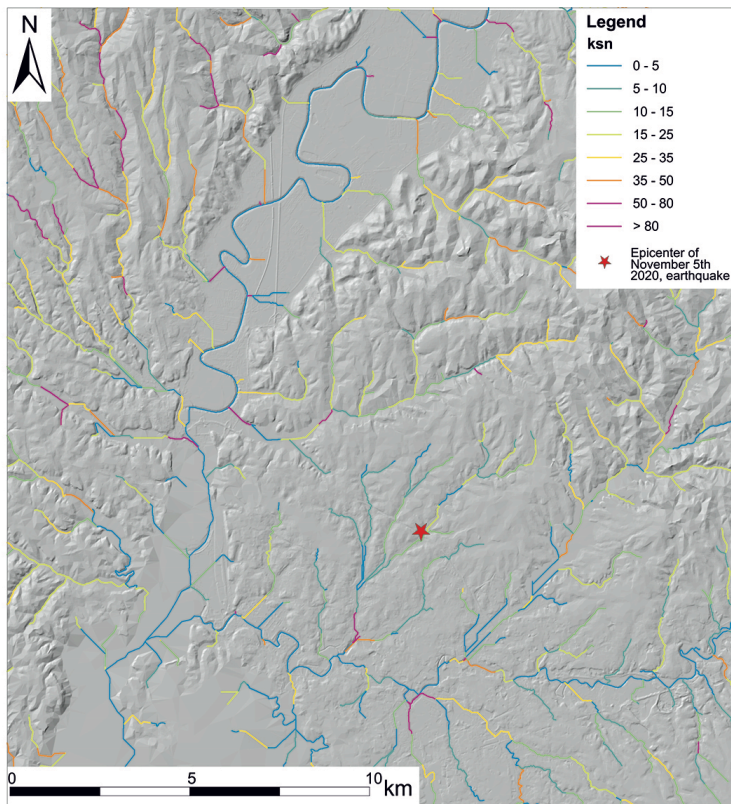 N
Legend
ksn
0 - 5
5 - 10
10 - 15
15 - 25
25 - 35
35 - 50
50 - 80
> 80
Epicenter of
November 5th
2020, earthquake
0 5 10 km